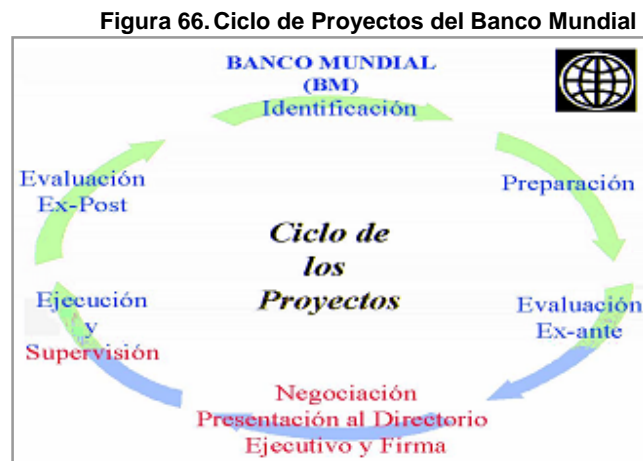 Figura 66. Ciclo de Proyectos del Banco Mundial
BANCO MUNDIAL
(BM)
Identificación
Preparación
Evaluación
Ex-ante
Negociación
Presentación al Directorio
Ejecutivo y Firma
Ejecución
y
Supervisión
Evaluación
Ex-Post
Ciclo de
los
Proyectos